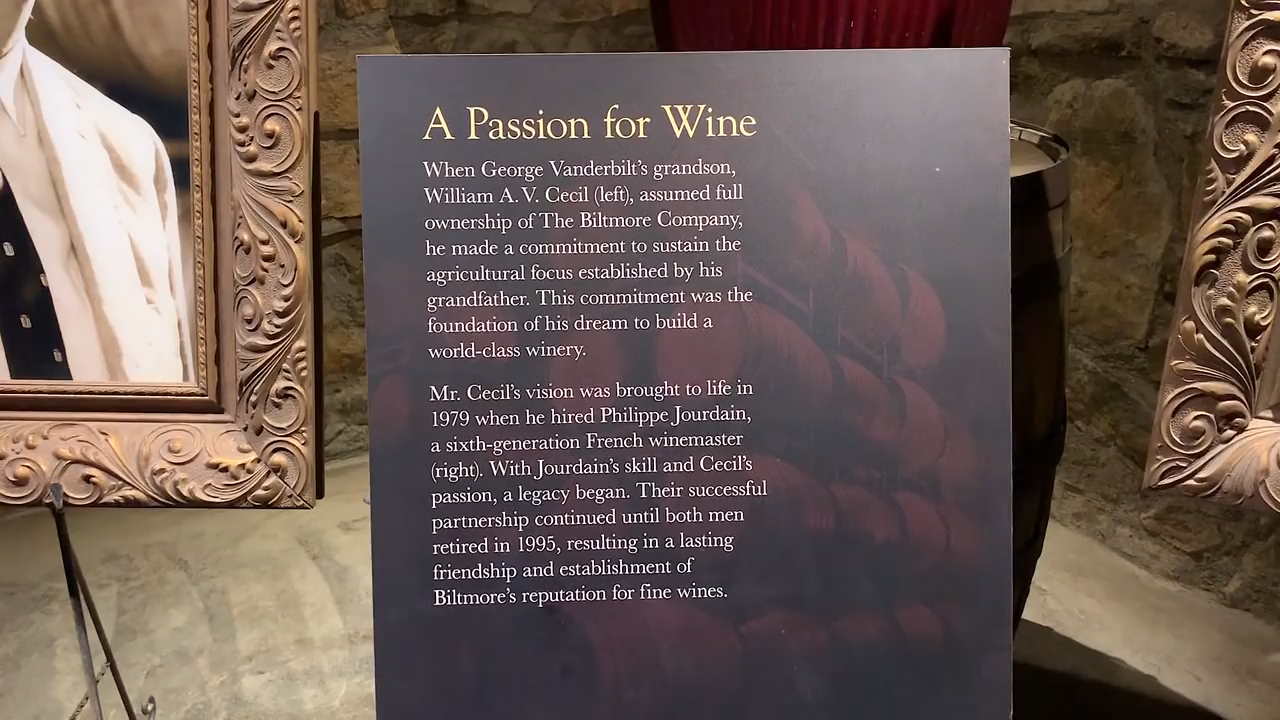 A Passion for Wine
When George Vanderbilt's grandson,
William A. V. Cecil (left), assumed full
ownership of The Biltmore Company,
he made a commitment to sustain the
agricultural focus established by his
grandfather. This commitment was the
foundation of his dream to build a
world-class winery.
Mr. Cecil's vision was brought to life in
1979 when he hired Philippe Jourdain,
a sixth-generation French winemaster
(right). With Jourdain's skill and Cecil's
passion, a legacy began. Their successful
partnership continued until both men
retired in 1995, resulting in a lasting
friendship and establishment of
Biltmore's reputation for fine wines.